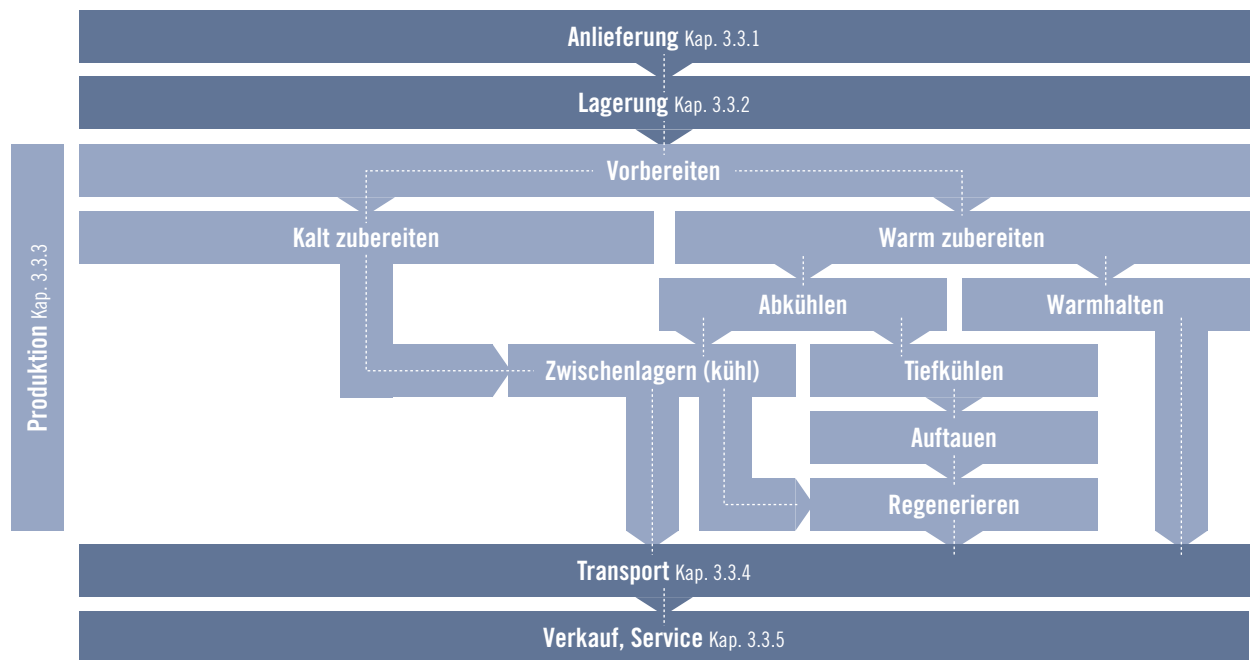 Anlieferung Kap. 3.3.1
Lagerung Kap. 3.3.2
Produktion Kap. 3.3.3
Vorbereiten
Kalt zubereiten
Warm zubereiten
Abkühlen
Warmhalten
Zwischenlagern (kühl)
Tiefkühlen
Auftauen
Regenerieren
Transport Kap. 3.3.4
Verkauf, Service Kap. 3.3.5